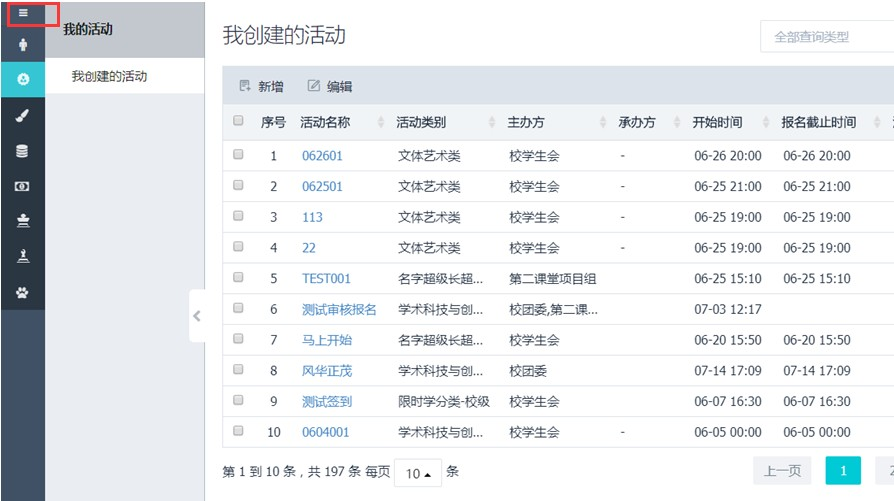 我的活动
我创建的活动
我创建的活动
全部查询类型
新增 编辑
序号 活动名称 活动类别 主办方 承办方 开始时间 报名截止时间
1 062601 文体艺术类 校学生会 - 06-26 20:00 06-26 20:00
2 062501 文体艺术类 校学生会 - 06-25 21:00 06-25 21:00
3 113 文体艺术类 校学生会 - 06-25 19:00 06-25 19:00
4 22 文体艺术类 校学生会 - 06-25 19:00 06-25 19:00
5 TEST001 名字超级长超... 第二课堂项目组 06-25 15:10 06-25 15:10
6 测试审核报名 学术科技与创... 校团委,第二课... 07-03 12:17
7 马上开始 名字超级长超... 校学生会 06-20 15:50 06-20 15:50
8 风华正茂 学术科技与创... 校团委 07-14 17:09 07-14 17:09
9 测试签到 限时学分类-校级 校学生会 06-07 16:30 06-07 16:30
10 0604001 学术科技与创... 校学生会 - 06-05 00:00 06-05 00:00
第 1 到 10 条，共 197 条 每页 10 条 上一页 1